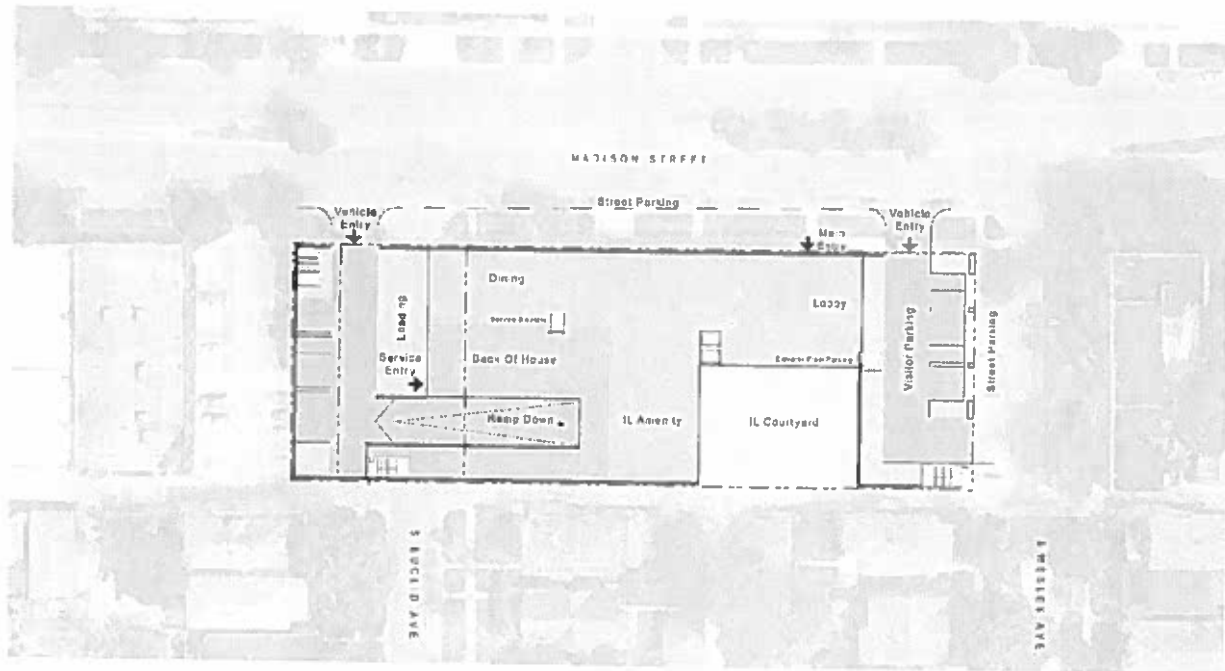 MADISON STREET
Street Parking
Vehicle
Entry
Main
Entry
Vehicle
Entry
Dining
Lobby
Loading
Service
Back Of House
Service
Entry
Visitor Parking
Street Parking
Ramp Down
IL Amenity
IL Courtyard
S EUCLID AVE
S WESLEY AVE